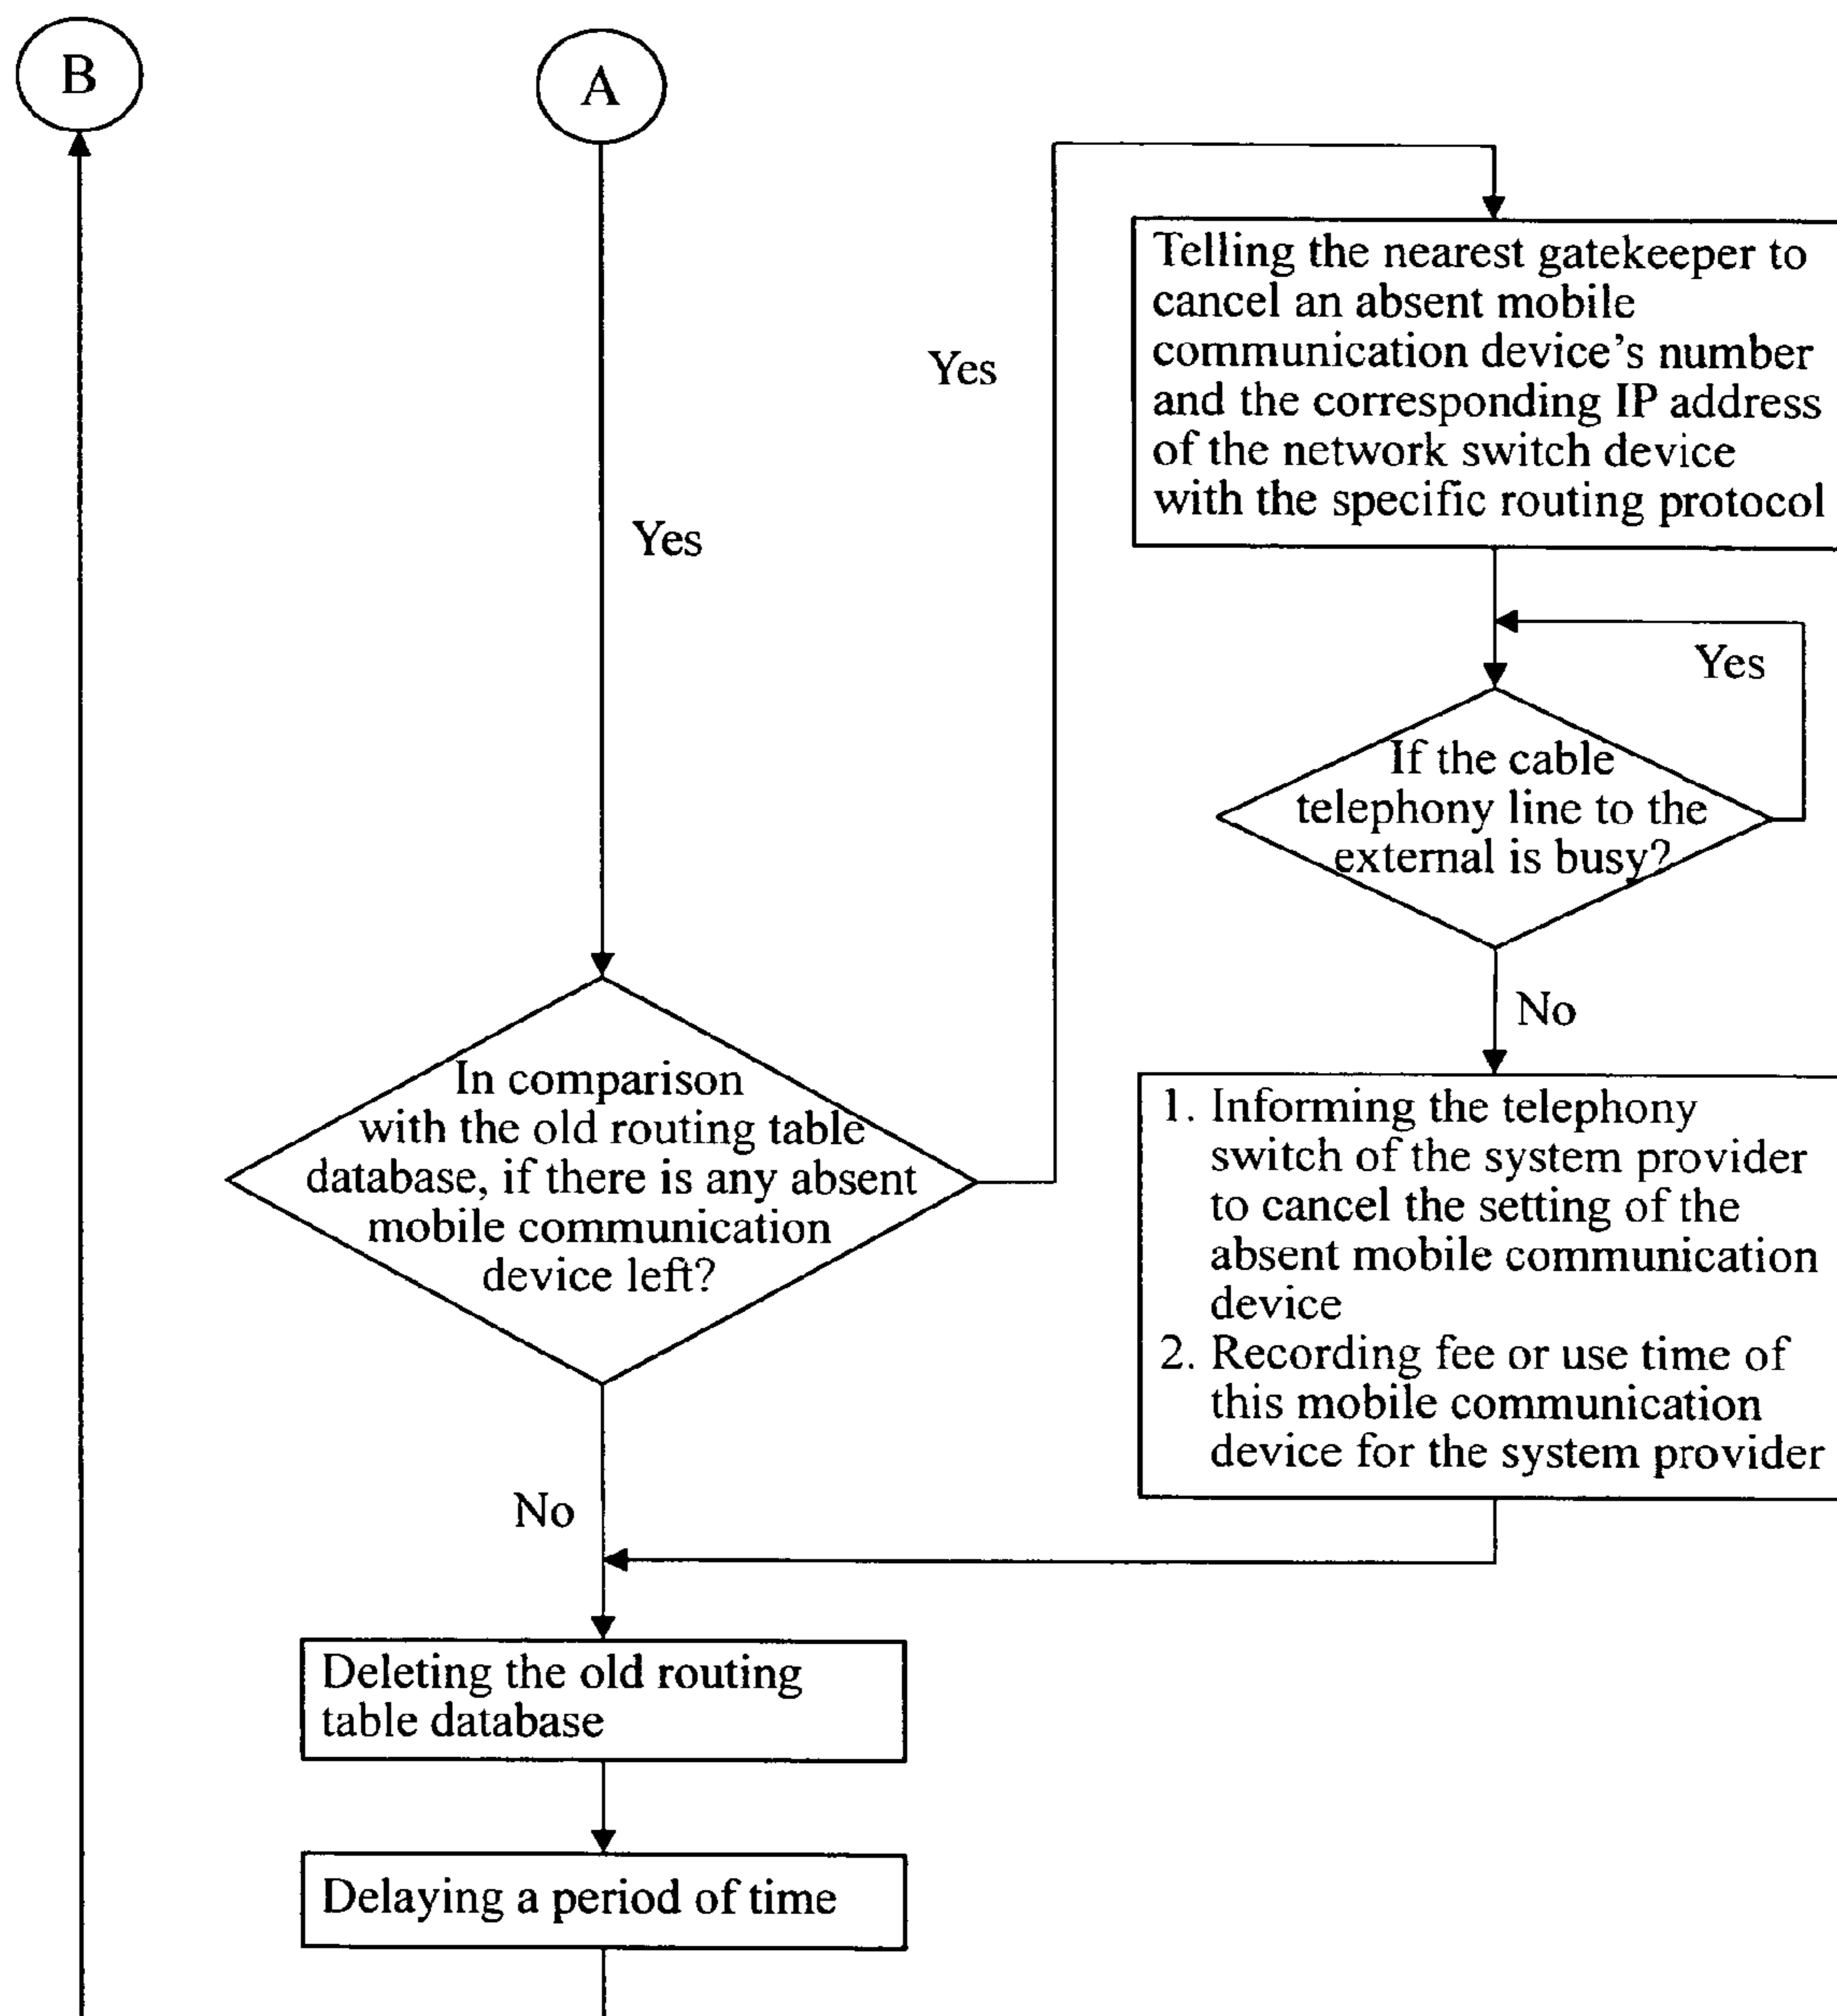 B
A
Yes
Telling the nearest gatekeeper to
cancel an absent mobile
communication device's number
and the corresponding IP address
of the network switch device
with the specific routing protocol
Yes
Yes
If the cable
telephony line to the
external is busy?
No
In comparison
with the old routing table
database, if there is any absent
mobile communication
device left?
1. Informing the telephony
switch of the system provider
to cancel the setting of the
absent mobile communication
device
2. Recording fee or use time of
this mobile communication
device for the system provider
No
Deleting the old routing
table database
Delaying a period of time